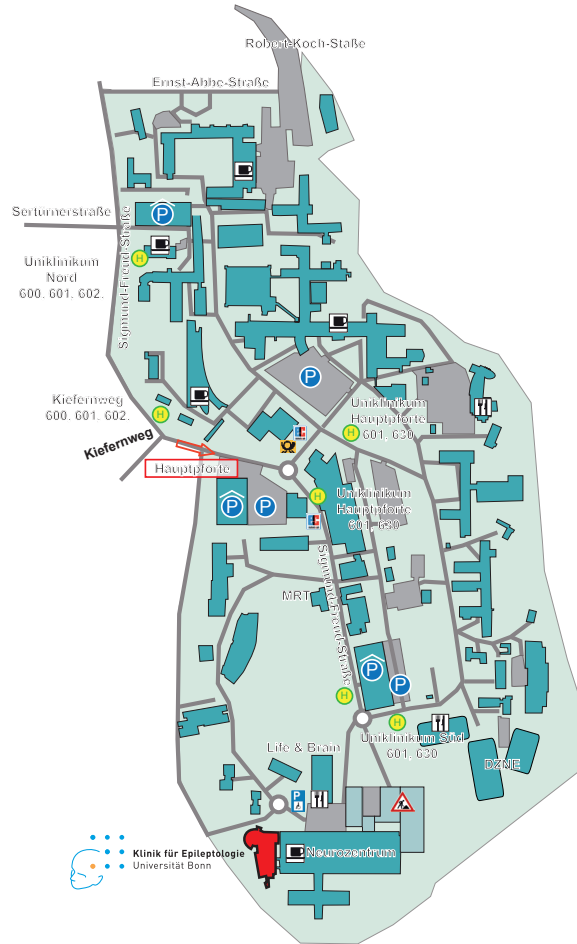 Robert-Koch-Staße
Ernst-Abbe-Straße
Sertürnerstraße
P
Sigmund-Freud-Straße
H
Uniklinikum
Nord
600. 601. 602.
P
Kiefernweg
600. 601. 602.
H
Uniklinikum
Hauptpforte
601, 630
H
Kiefernweg
Hauptpforte
P
P
H
Uniklinikum
Hauptpforte
601, 630
Sigmund-Freud-Straße
MRT
P
P
H
H
Uniklinikum Süd
601, 630
DZNE
Life & Brain
P
Neurozentrum
Klinik für Epileptologie
Universität Bonn